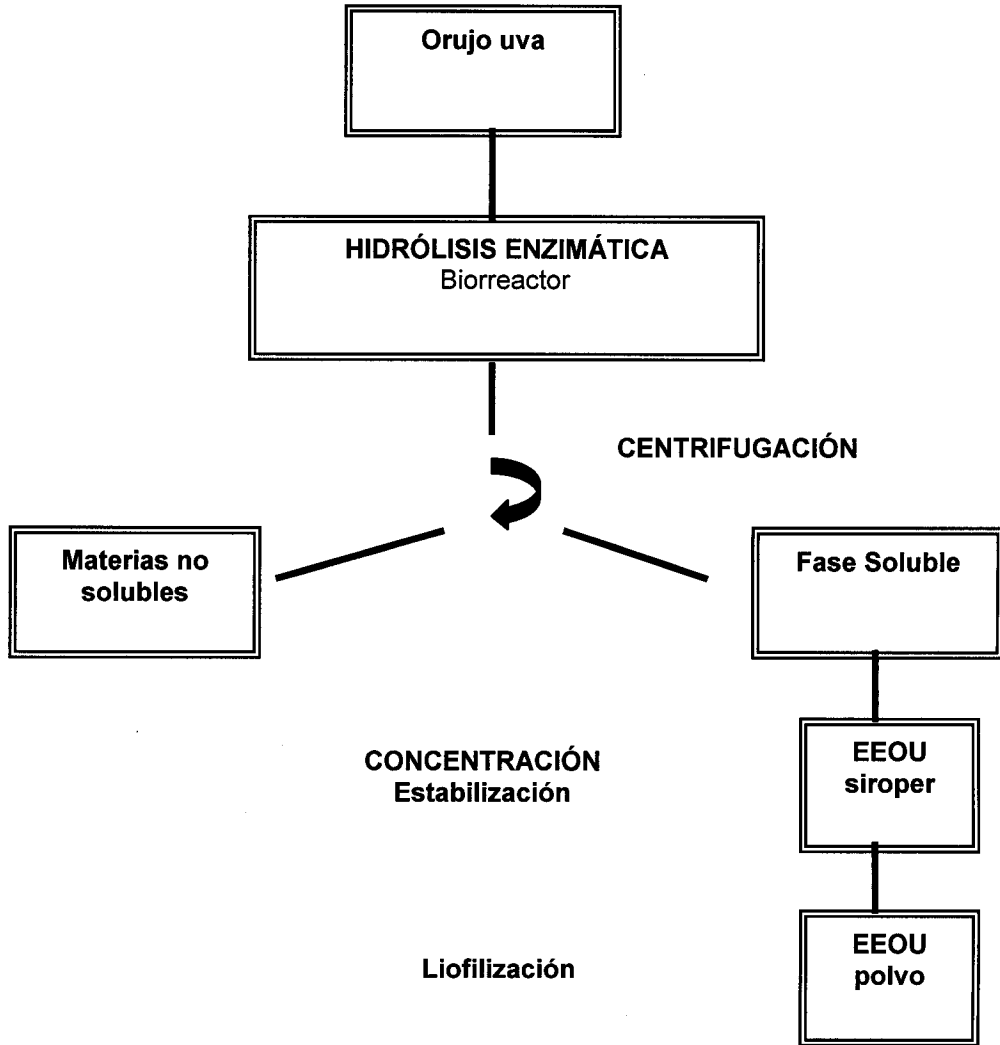 Orujo uva
HIDRÓLISIS ENZIMÁTICA
Biorreactor
CENTRIFUGACIÓN
Materias no
solubles
Fase Soluble
CONCENTRACIÓN
Estabilización
EEOU
siroper
Liofilización
EEOU
polvo